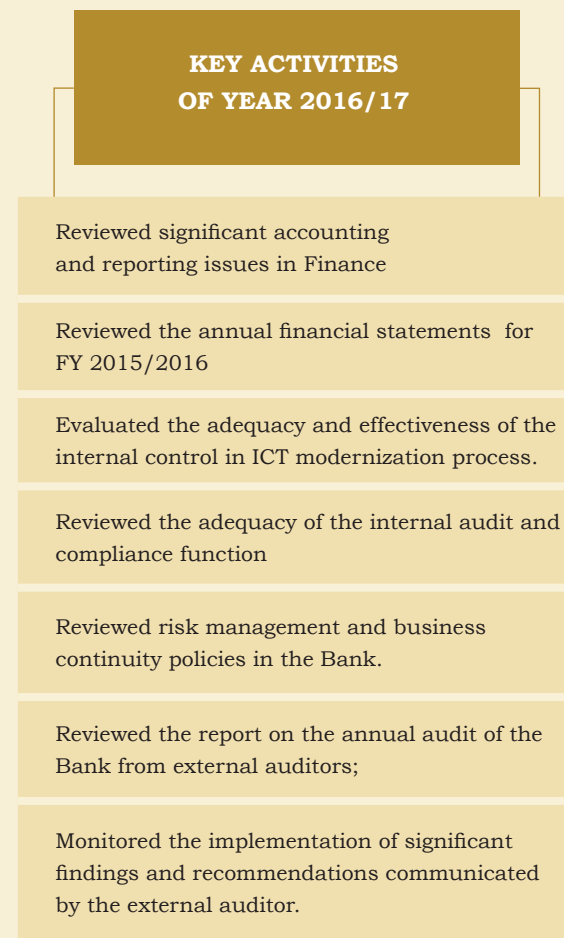 KEY ACTIVITIES
OF YEAR 2016/17
Reviewed significant accounting
and reporting issues in Finance
Reviewed the annual financial statements  for
FY 2015/2016
Evaluated the adequacy and effectiveness of the
internal control in ICT modernization process.
Reviewed the adequacy of the internal audit and
compliance function
Reviewed risk management and business
continuity policies in the Bank.
Reviewed the report on the annual audit of the
Bank from external auditors;
Monitored the implementation of significant
findings and recommendations communicated
by the external auditor.